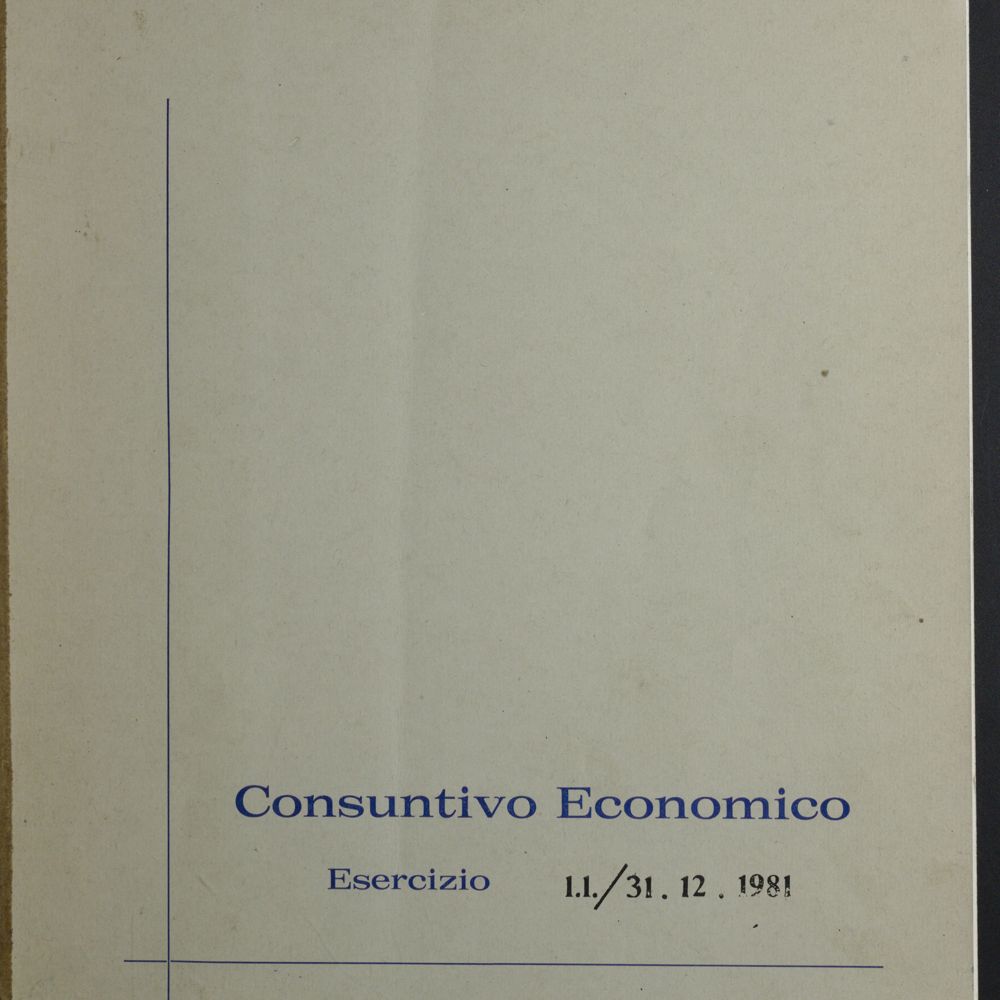 Consuntivo Economico
Esercizio 1.1./31.12.1981